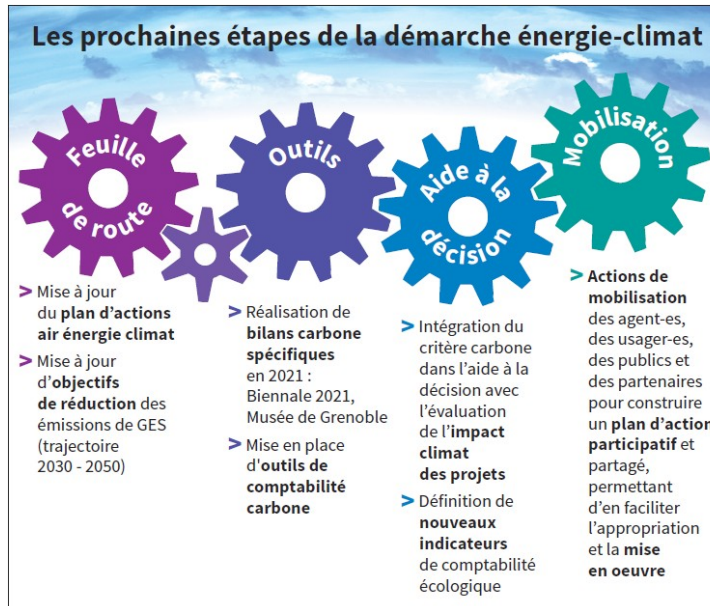 Les prochaines étapes de la démarche énergie-climat
Feuille
de route
Outils
Aide à la
décision
Mobilisation
> Mise à jour
du plan d'actions
air énergie climat
> Mise à jour
d'objectifs
de réduction des
émissions de GES
(trajectoire
2030 - 2050)
> Réalisation de
bilans carbone
spécifiques
en 2021 :
Biennale 2021,
Musée de Grenoble
> Mise en place
d'outils de
comptabilité
carbone
> Intégration du
critère carbone
dans l'aide à la
décision avec
l'évaluation
de l'impact
climat
des projets
> Définition de
nouveaux
indicateurs
de comptabilité
écologique
> Actions de
mobilisation
des agent-es,
des usager-es,
des publics et
des partenaires
pour construire
un plan d'action
participatif et
partagé,
permettant
d'en faciliter
l'appropriation
et la mise
en oeuvre